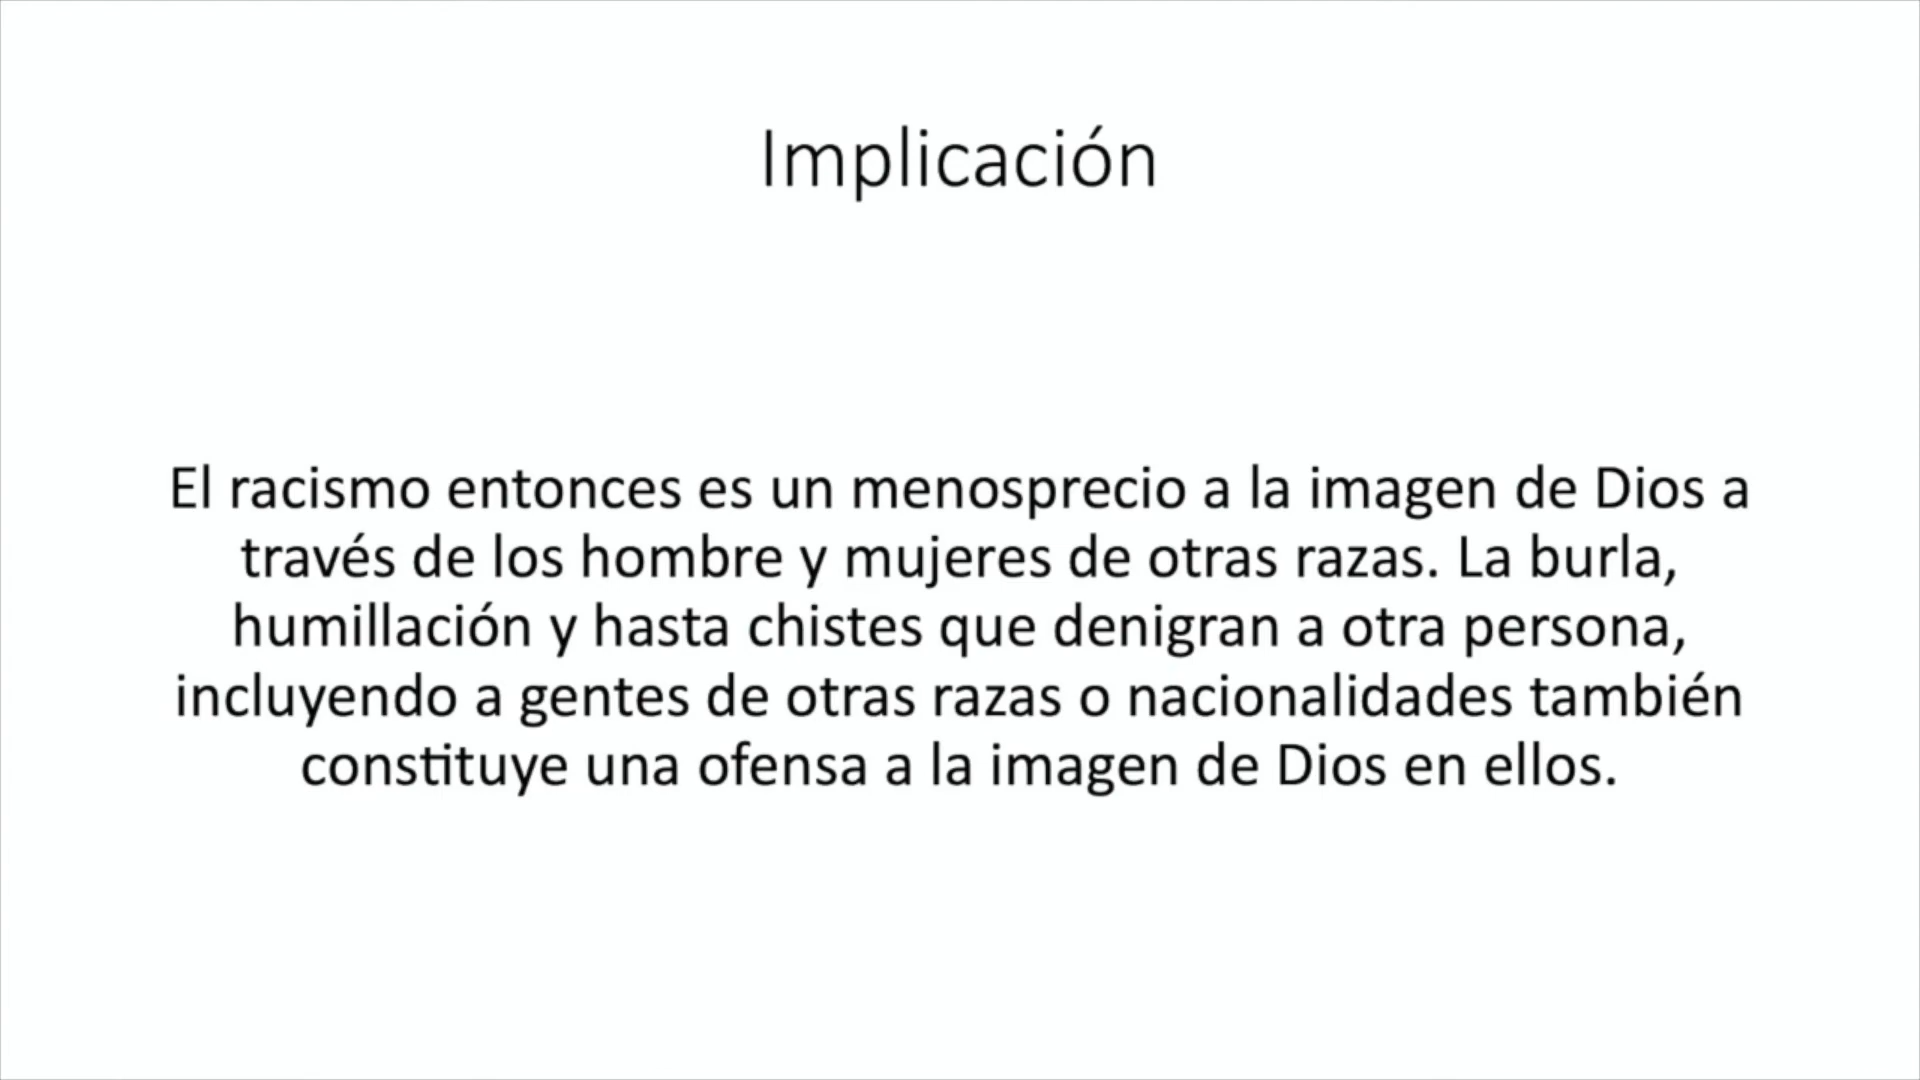 Implicación
El racismo entonces es un menosprecio a la imagen de Dios a
través de los hombre y mujeres de otras razas. La burla,
humillación y hasta chistes que denigran a otra persona,
incluyendo a gentes de otras razas o nacionalidades también
constituye una ofensa a la imagen de Dios en ellos.